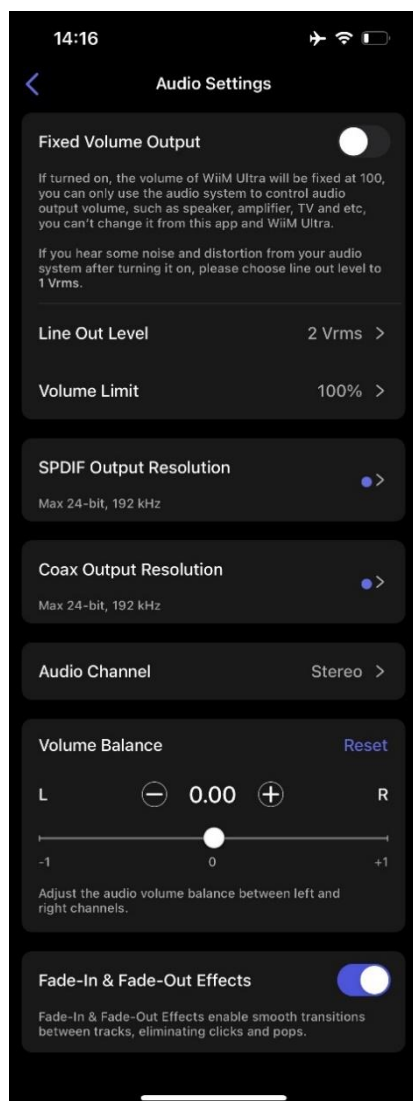 14:16
Audio Settings
Fixed Volume Output
If turned on, the volume of WiiM Ultra will be fixed at 100,
you can only use the audio system to control audio
output volume, such as speaker, amplifier, TV and etc,
you can't change it from this app and WiiM Ultra.
If you hear some noise and distortion from your audio
system after turning it on, please choose line out level to
1 Vrms.
Line Out Level 2 Vrms >
Volume Limit 100% >
SPDIF Output Resolution
Max 24-bit, 192 kHz
Coax Output Resolution
Max 24-bit, 192 kHz
Audio Channel Stereo >
Volume Balance Reset
L 0.00 R
-1 0 +1
Adjust the audio volume balance between left and
right channels.
Fade-In & Fade-Out Effects
Fade-In & Fade-Out Effects enable smooth transitions
between tracks, eliminating clicks and pops.